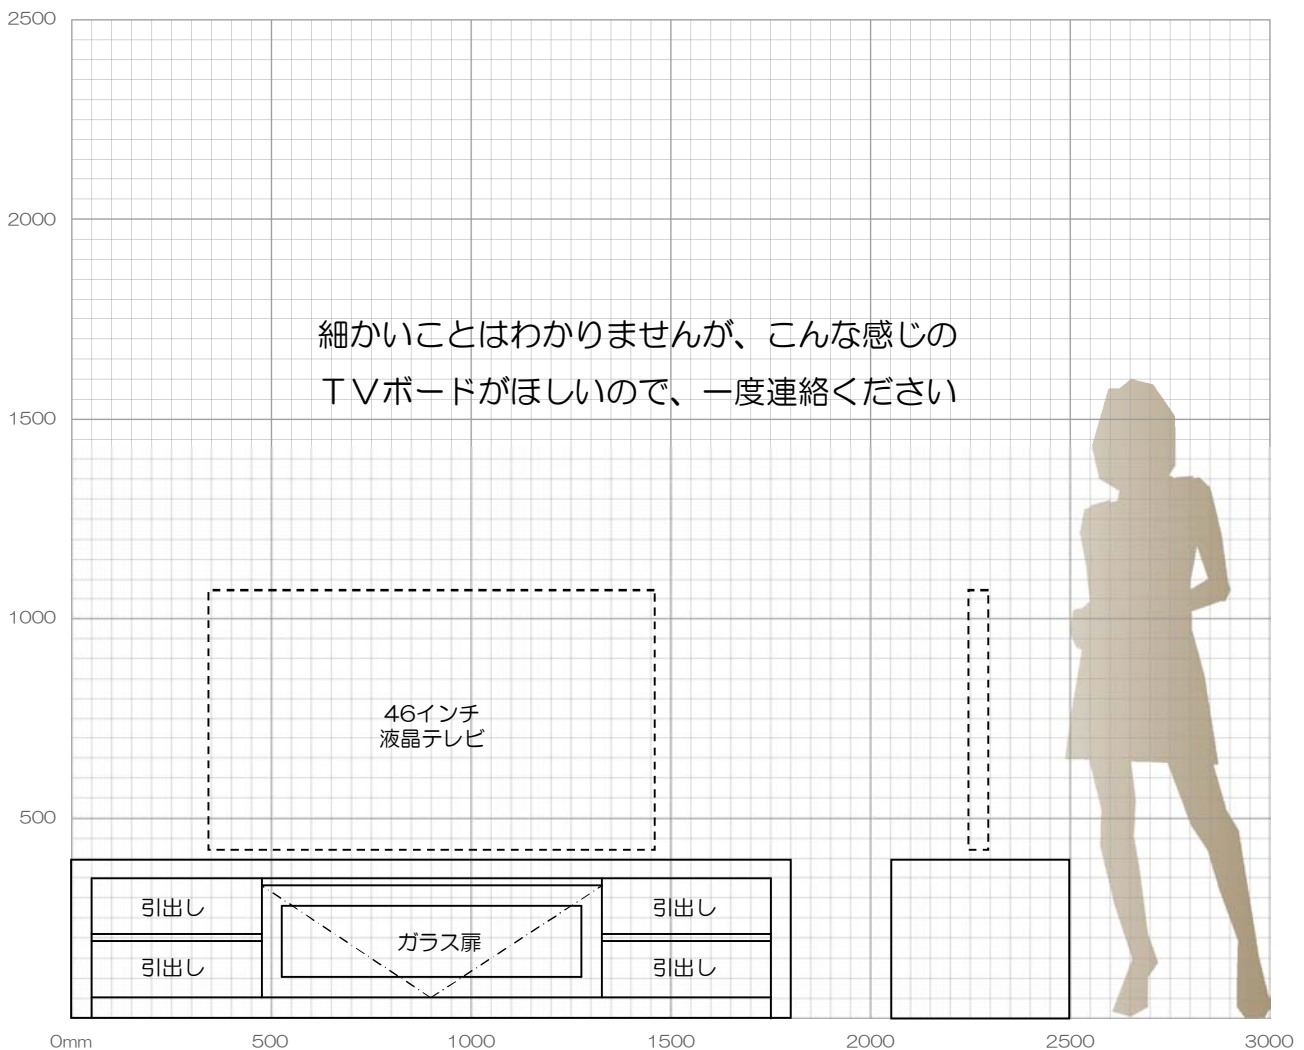 2500
2000
細かいことはわかりませんが、こんな感じの
ＴＶボードがほしいので、一度連絡ください
1500
1000
46インチ
液晶テレビ
500
引出し
引出し
ガラス扉
引出し
引出し
0mm
500
1000
1500
2000
2500
3000